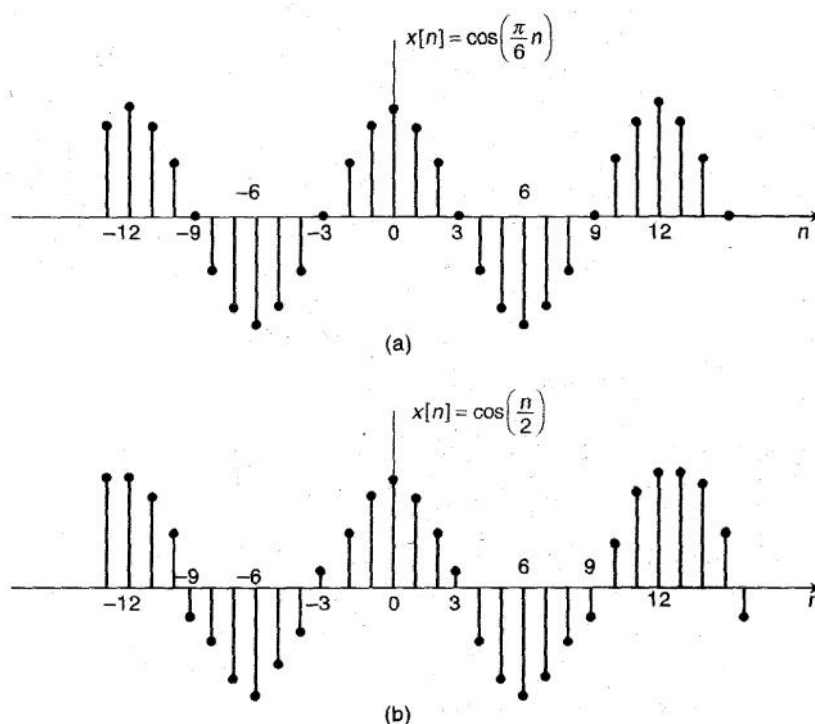 x[n] = cos(π/6 n)
−6 6
−12 −9 −3 0 3 9 12 n
(a)
x[n] = cos(n/2)
−9 −6 6 9
−12 −3 0 3 12
(b)